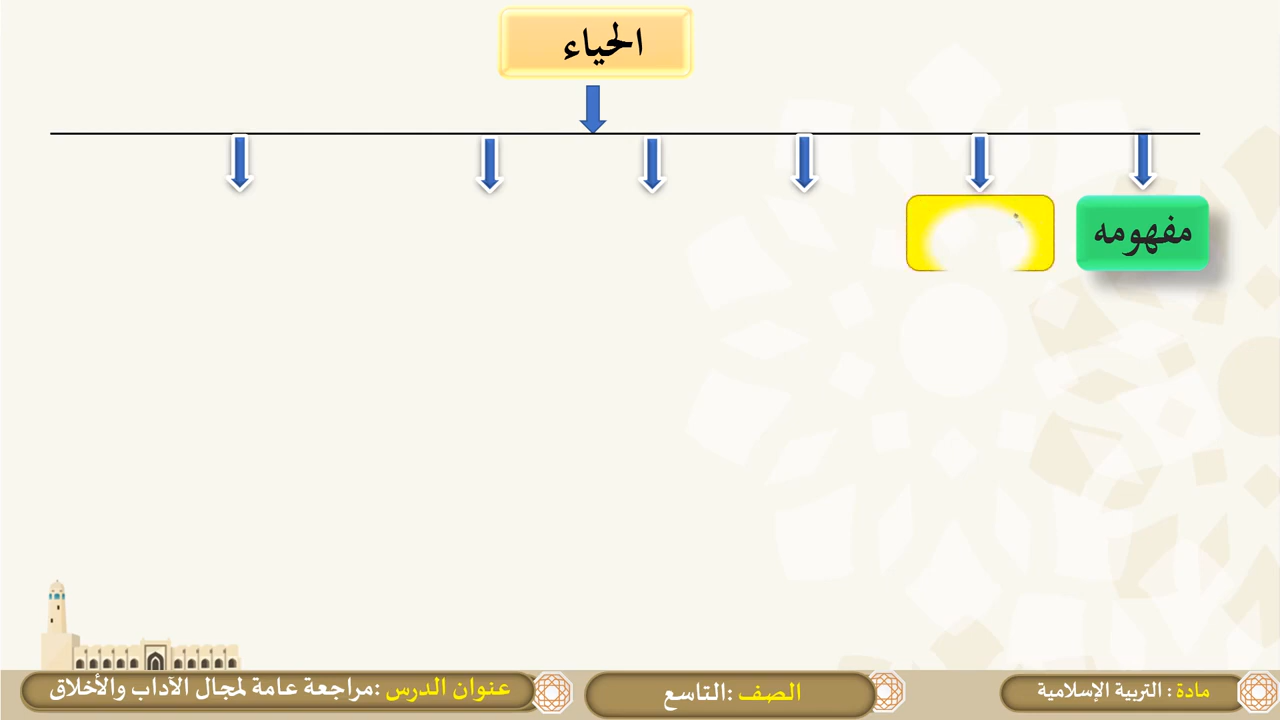 الحياء
مفهومه
مادة : التربية الإسلامية
الصف :التاسع
عنوان الدرس :مراجعة عامة لمجال الآداب والأخلاق